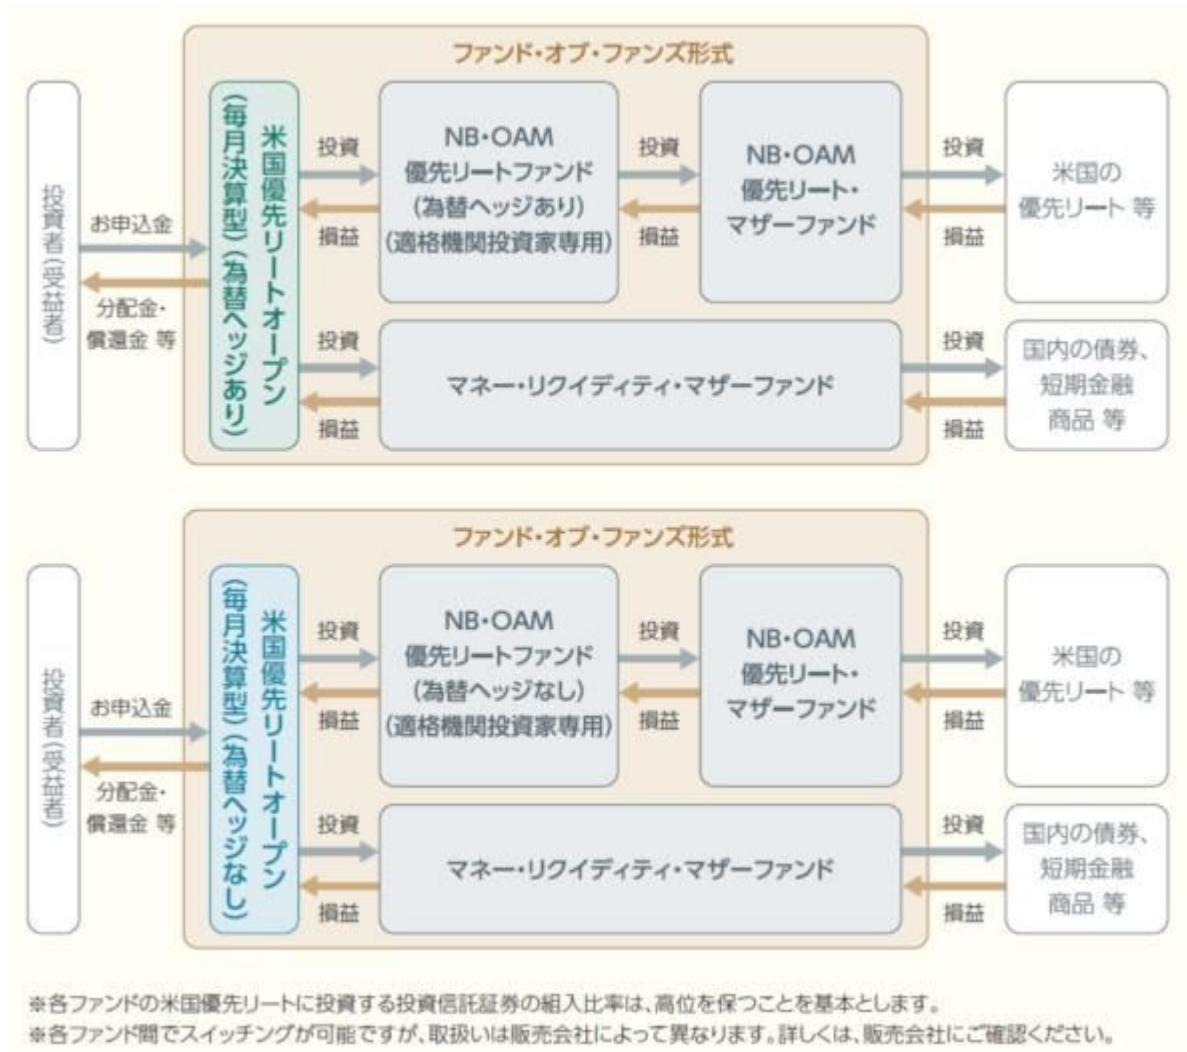 ファンド・オブ・ファンズ形式
投資者(受益者)
お申込金
分配金・
償還金 等
米国優先リートオープン
(毎月決算型)(為替ヘッジあり)
投資
損益
NB・OAM
優先リートファンド
(為替ヘッジあり)
(適格機関投資家専用)
投資
損益
NB・OAM
優先リート・
マザーファンド
投資
損益
米国の
優先リート 等
投資
損益
マネー・リクイディティ・マザーファンド
投資
損益
国内の債券、
短期金融
商品 等
ファンド・オブ・ファンズ形式
投資者(受益者)
お申込金
分配金・
償還金 等
米国優先リートオープン
(毎月決算型)(為替ヘッジなし)
投資
損益
NB・OAM
優先リートファンド
(為替ヘッジなし)
(適格機関投資家専用)
投資
損益
NB・OAM
優先リート・
マザーファンド
投資
損益
米国の
優先リート 等
投資
損益
マネー・リクイディティ・マザーファンド
投資
損益
国内の債券、
短期金融
商品 等
※各ファンドの米国優先リートに投資する投資信託証券の組入比率は、高位を保つことを基本とします。
※各ファンド間でスイッチングが可能ですが、取扱いは販売会社によって異なります。詳しくは、販売会社にご確認ください。